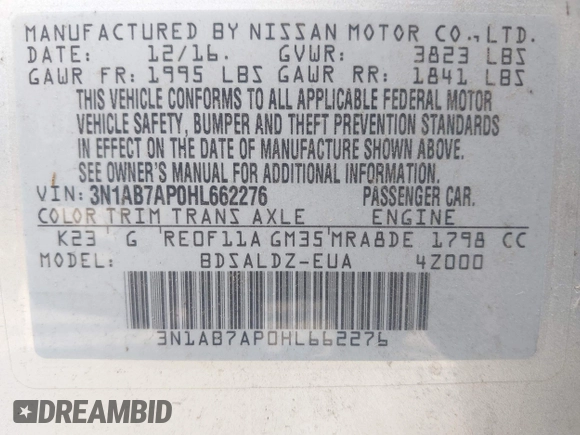 MANUFACTURED BY NISSAN MOTOR CO., LTD.
DATE: 12/16. GVWR: 3823 LBS
GAWR FR: 1995 LBS GAWR RR: 1841 LBS
THIS VEHICLE CONFORMS TO ALL APPLICABLE FEDERAL MOTOR
VEHICLE SAFETY, BUMPER AND THEFT PREVENTION STANDARDS
IN EFFECT ON THE DATE OF MANUFACTURE SHOWN ABOVE.
SEE OWNER'S MANUAL FOR ADDITIONAL INFORMATION.
VIN: 3N1AB7AP0HL662276 PASSENGER CAR.
COLOR TRIM TRANS AXLE ENGINE
K23 G RE0F11A GM35 MRA8DE 1798 CC
MODEL: BDSALDZ-EUA 4Z000
3N1AB7AP0HL662276
DREAMBID